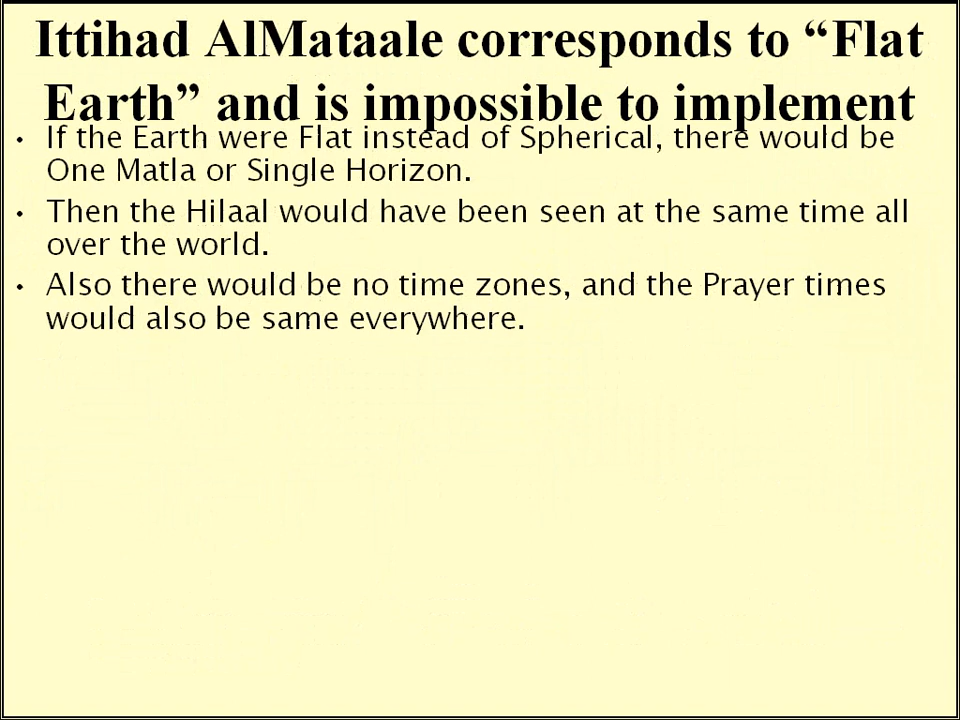 Ittihad AlMataale corresponds to “Flat
Earth” and is impossible to implement
• If the Earth were Flat instead of Spherical, there would be
One Matla or Single Horizon.
• Then the Hilaal would have been seen at the same time all
over the world.
• Also there would be no time zones, and the Prayer times
would also be same everywhere.